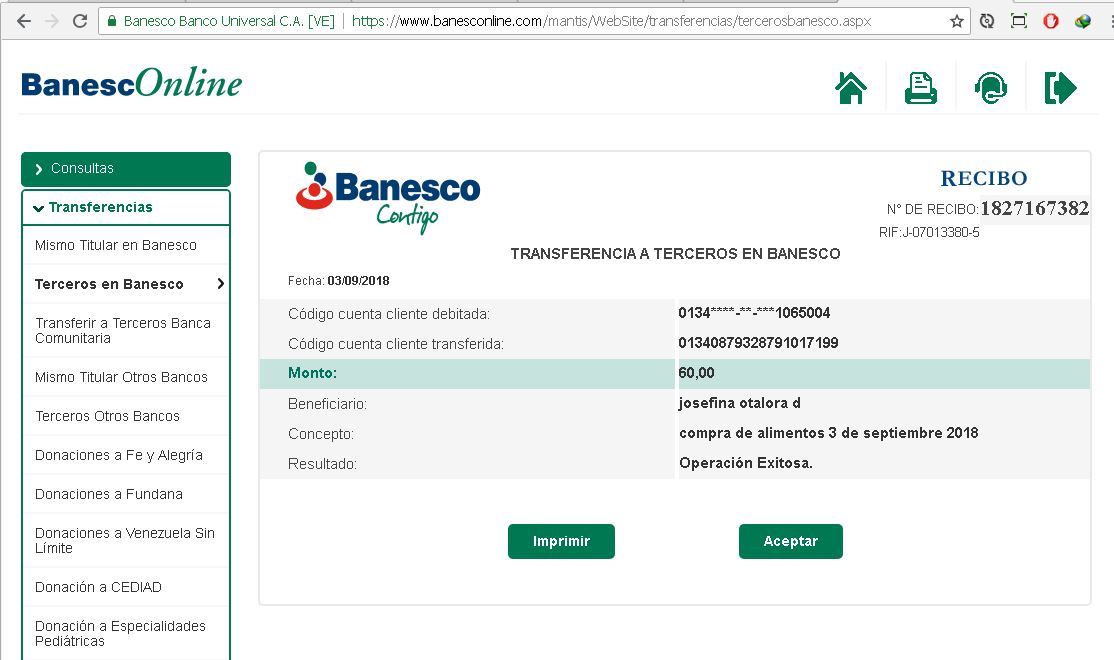 Banesco Banco Universal C.A. [VE] | https://www.banesconline.com/mantis/WebSite/transferencias/tercerosbanesco.aspx
BanescOnline
Consultas
Transferencias
Mismo Titular en Banesco
Terceros en Banesco
Transferir a Terceros Banca
Comunitaria
Mismo Titular Otros Bancos
Terceros Otros Bancos
Donaciones a Fe y Alegría
Donaciones a Fundana
Donaciones a Venezuela Sin
Límite
Donación a CEDIAD
Donación a Especialidades
Pediátricas
Banesco
Contigo
RECIBO
N° DE RECIBO: 1827167382
RIF:J-07013380-5
TRANSFERENCIA A TERCEROS EN BANESCO
Fecha: 03/09/2018
Código cuenta cliente debitada: 0134****-**-***1065004
Código cuenta cliente transferida: 01340879328791017199
Monto: 60,00
Beneficiario: josefina otalora d
Concepto: compra de alimentos 3 de septiembre 2018
Resultado: Operación Exitosa.
Imprimir Aceptar